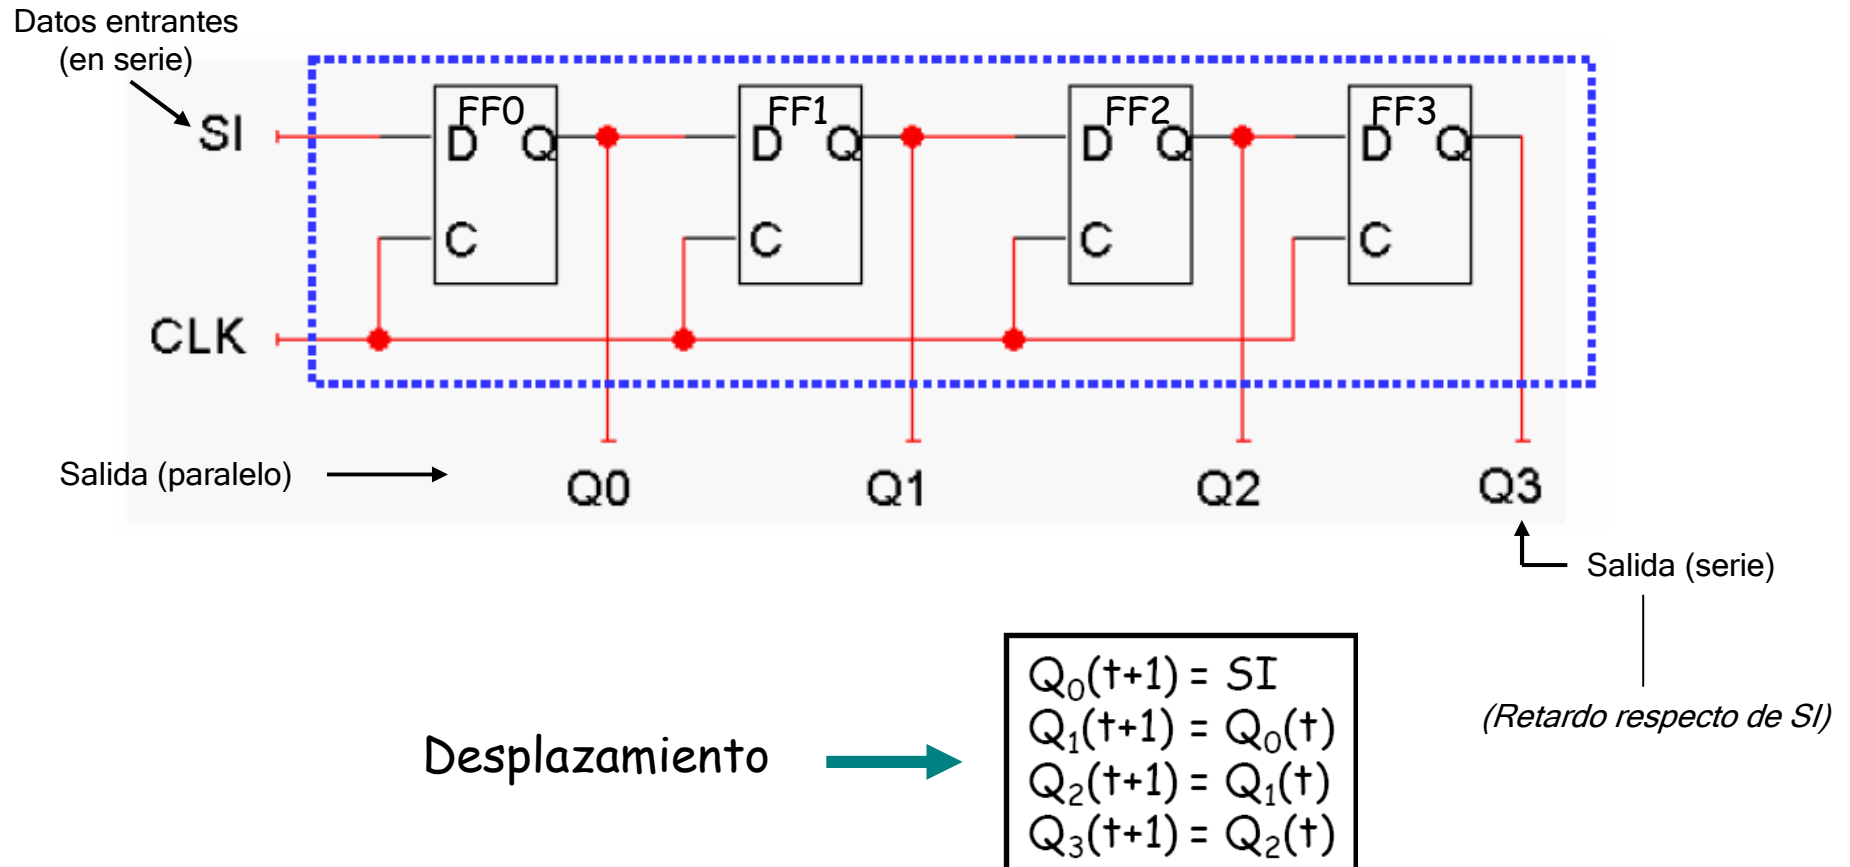 Datos entrantes
(en serie)
FF0 FF1 FF2 FF3
SI D Q D Q D Q D Q
C C C C
CLK
Salida (paralelo) Q0 Q1 Q2 Q3
Salida (serie)
(Retardo respecto de SI)
Desplazamiento
Q₀(t+1) = SI
Q₁(t+1) = Q₀(t)
Q₂(t+1) = Q₁(t)
Q₃(t+1) = Q₂(t)